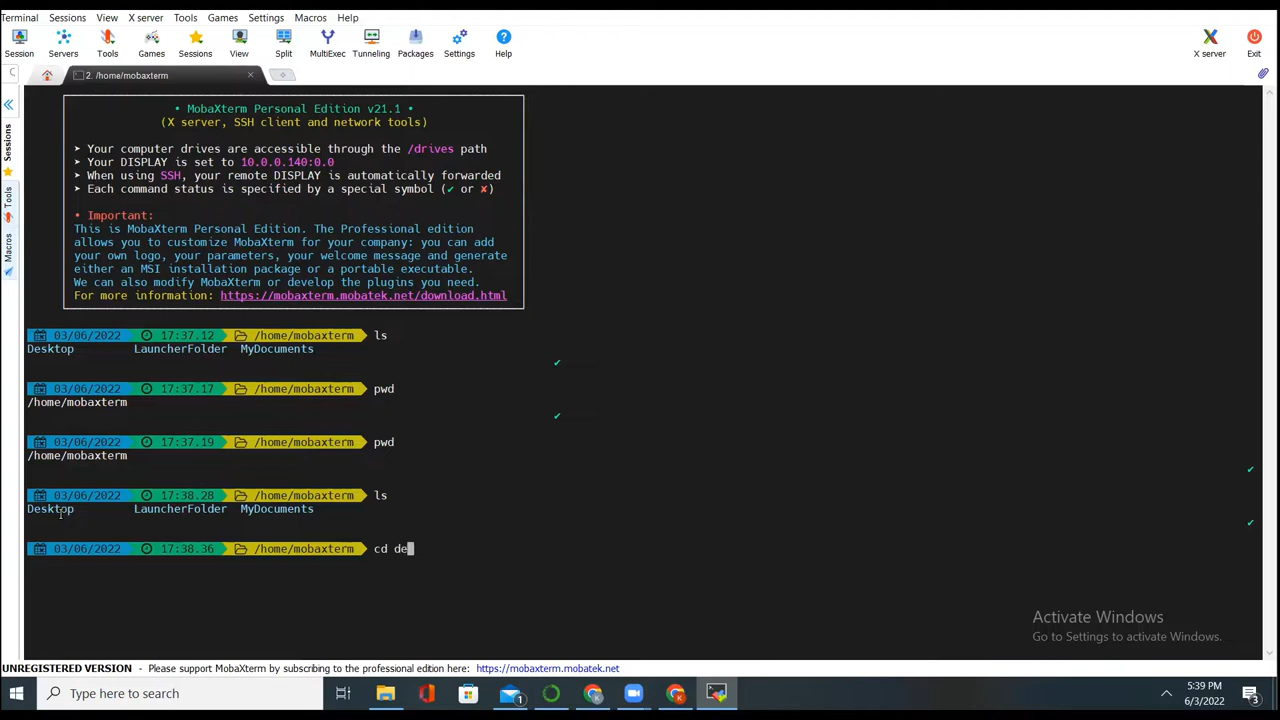 Terminal Sessions View X server Tools Games Settings Macros Help
Session Servers Tools Games Sessions View Split MultiExec Tunneling Packages Settings Help X server Exit
2. /home/mobaxterm
Sessions
Tools
Macros
• MobaXterm Personal Edition v21.1 •
(X server, SSH client and network tools)
➤ Your computer drives are accessible through the /drives path
➤ Your DISPLAY is set to 10.0.0.140:0.0
➤ When using SSH, your remote DISPLAY is automatically forwarded
➤ Each command status is specified by a special symbol (✔ or ✘)
• Important:
This is MobaXterm Personal Edition. The Professional edition
allows you to customize MobaXterm for your company: you can add
your own logo, your parameters, your welcome message and generate
either an MSI installation package or a portable executable.
We can also modify MobaXterm or develop the plugins you need.
For more information: https://mobaxterm.mobatek.net/download.html
03/06/2022 17:37.12 /home/mobaxterm ls
Desktop LauncherFolder MyDocuments
✔
03/06/2022 17:37.17 /home/mobaxterm pwd
/home/mobaxterm
✔
03/06/2022 17:37.19 /home/mobaxterm pwd
/home/mobaxterm
✔
03/06/2022 17:38.28 /home/mobaxterm ls
Desktop LauncherFolder MyDocuments
✔
03/06/2022 17:38.36 /home/mobaxterm cd de
Activate Windows
Go to Settings to activate Windows.
UNREGISTERED VERSION - Please support MobaXterm by subscribing to the professional edition here: https://mobaxterm.mobatek.net
Type here to search
1
5:39 PM
6/3/2022
3